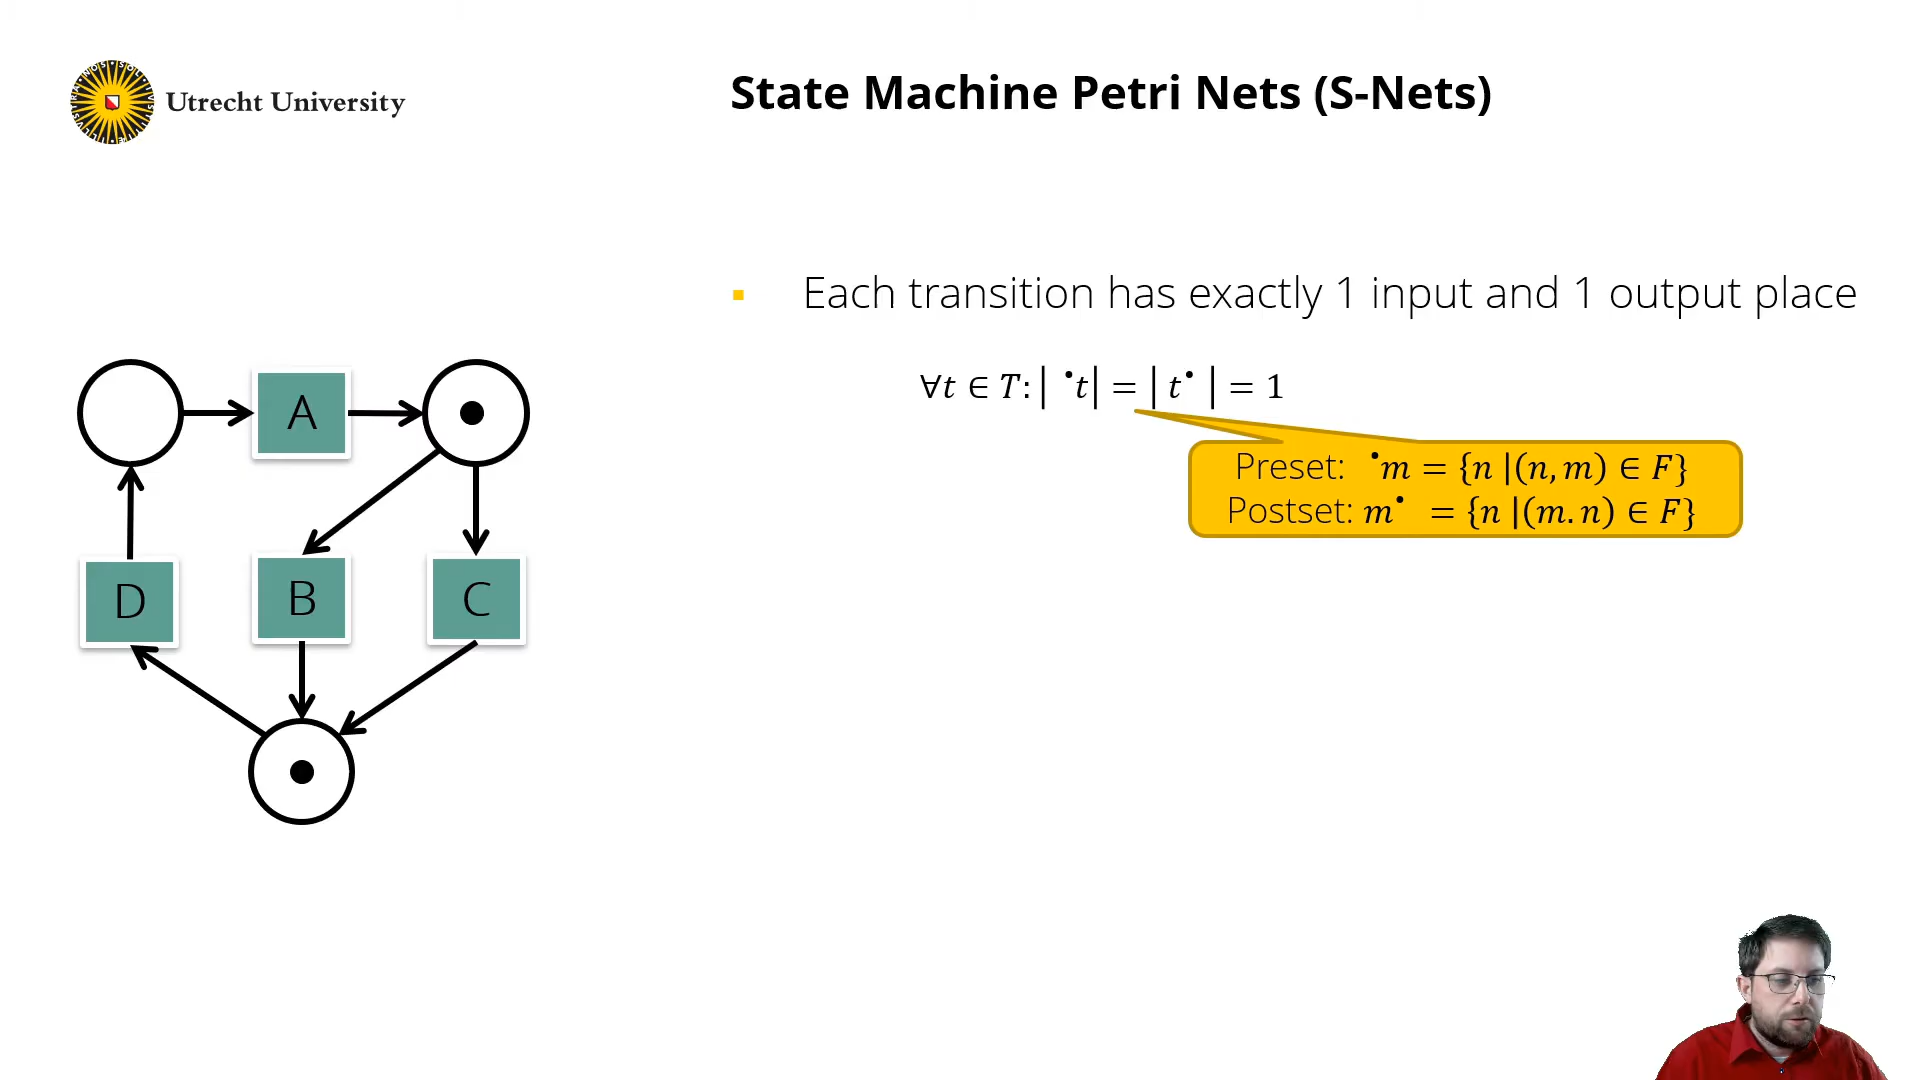 Utrecht University
State Machine Petri Nets (S-Nets)
▪ Each transition has exactly 1 input and 1 output place
∀t ∈ T: | •t| = | t• | = 1
Preset: •m = {n |(n, m) ∈ F}
Postset: m• = {n |(m. n) ∈ F}
A
D
B
C